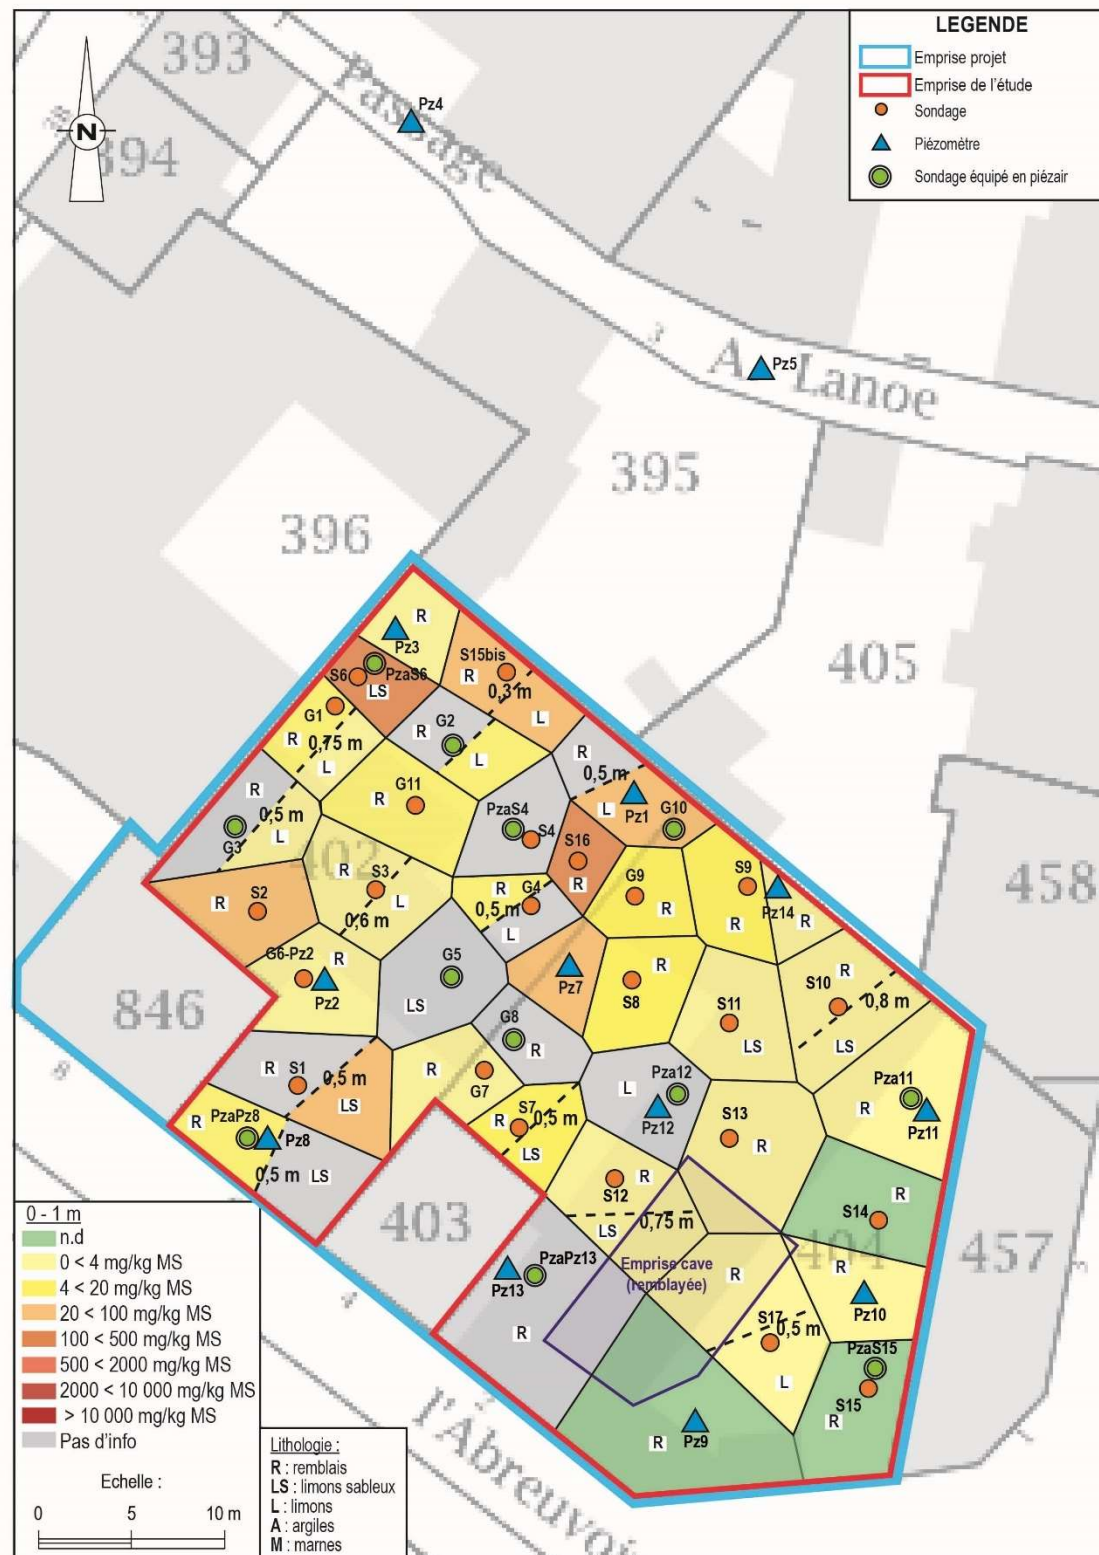 LEGENDE
Emprise projet
Emprise de l'étude
Sondage
Piézomètre
Sondage équipé en piézair
N
393
394
Passage
Pz4
3
A. Lanoe
Pz5
395
396
405
458
457
3
402
404
846
403
8
4
2
l'Abreuvoi
R
Pz3
S6
PzaS6
LS
S15bis
R
0,3 m
L
G1
R
0,75 m
L
R
G2
L
R
0,5 m
G3
L
R
G11
R
0,5 m
L
Pz1
G10
PzaS4
S4
S16
R
R
S2
R
S3
L
0,6 m
R
G4
0,5 m
L
G9
R
S9
R
Pz14
R
G6-Pz2
R
Pz2
G5
LS
Pz7
S8
R
S11
LS
S10
R
0,8 m
LS
G8
R
R
S1
0,5 m
LS
R
G7
L
Pza12
Pz12
Pza11
R
Pz11
R
PzaPz8
Pz8
0,5 m
LS
R
S7
0,5 m
LS
S13
R
S12
R
0,75 m
LS
S14
R
Emprise cave
(remblayée)
R
PzaPz13
Pz13
R
R
Pz10
S17
0,5 m
L
PzaS15
S15
R
R
Pz9
0 - 1 m
n.d
0 < 4 mg/kg MS
4 < 20 mg/kg MS
20 < 100 mg/kg MS
100 < 500 mg/kg MS
500 < 2000 mg/kg MS
2000 < 10 000 mg/kg MS
> 10 000 mg/kg MS
Pas d'info
Echelle :
0 5 10 m
Lithologie :
R : remblais
LS : limons sableux
L : limons
A : argiles
M : marnes